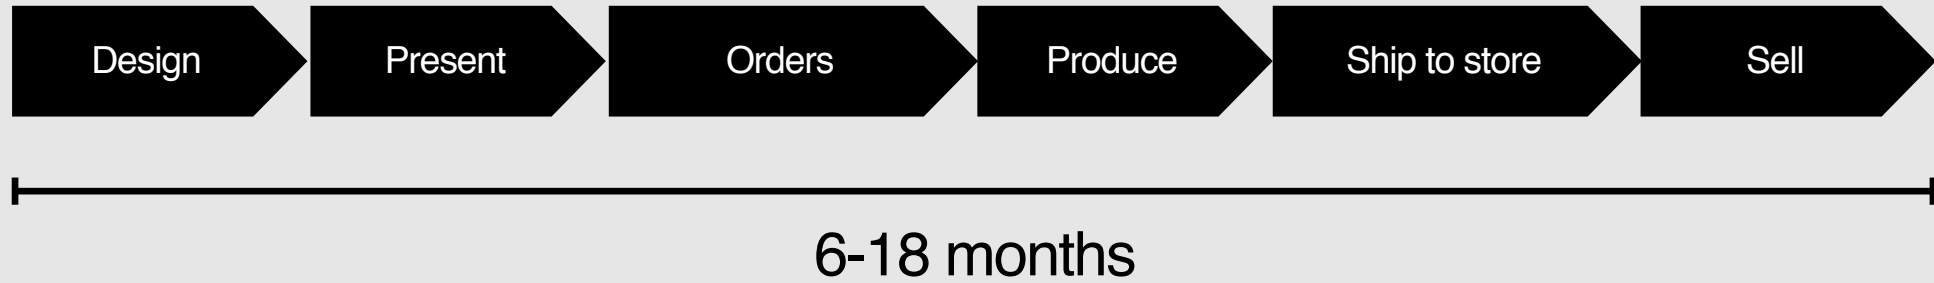 Design
Present
Orders
Produce
Ship to store
Sell
6-18 months